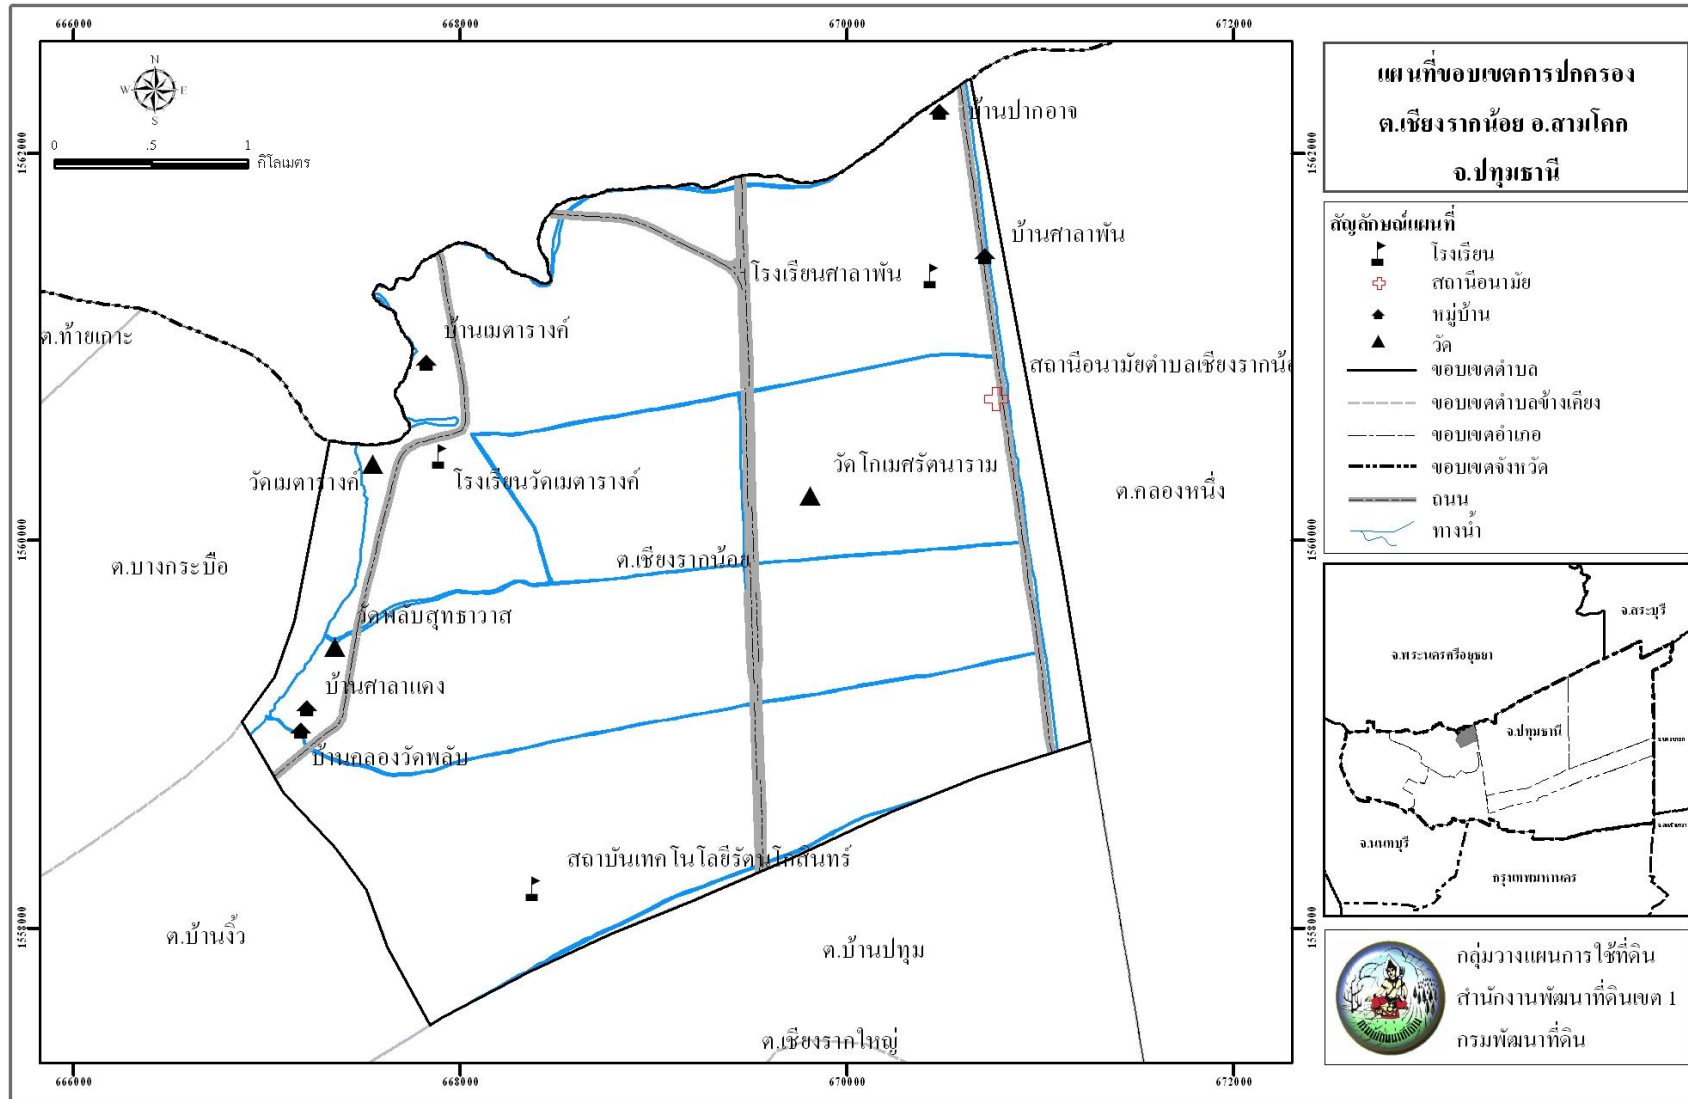 666000
668000
670000
672000
N
W
E
S
0
.5
1
กิโลเมตร
1562000
1562000
แผนที่ขอบเขตการปกครอง
ต.เชียงรากน้อย อ.สามโคก
จ.ปทุมธานี
บ้านปากอาจ
บ้านศาลาพัน
โรงเรียนศาลาพัน
บ้านเมตารางค์
ต.ท้ายเกาะ
สถานีอนามัยตำบลเชียงรากน้อ
วัดเมตารางค์
โรงเรียนวัดเมตารางค์
วัดโกเมศรัตนาราม
ต.คลองหนึ่ง
1560000
1560000
ต.บางกระบือ
ต.เชียงรากน้อย
วัดพลับสุทธาวาส
บ้านศาลาแดง
บ้านคลองวัดพลับ
สถาบันเทคโนโลยีรัตนโกสินทร์
1558000
1558000
ต.บ้านงิ้ว
ต.บ้านปทุม
ต.เชียงรากใหญ่
666000
668000
670000
672000
สัญลักษณ์แผนที่
โรงเรียน
สถานีอนามัย
หมู่บ้าน
วัด
ขอบเขตตำบล
ขอบเขตตำบลข้างเคียง
ขอบเขตอำเภอ
ขอบเขตจังหวัด
ถนน
ทางน้ำ
จ.สระบุรี
จ.พระนครศรีอยุธยา
จ.ปทุมธานี
จ.นนทบุรี
กรุงเทพมหานคร
กลุ่มวางแผนการใช้ที่ดิน
สำนักงานพัฒนาที่ดินเขต 1
กรมพัฒนาที่ดิน